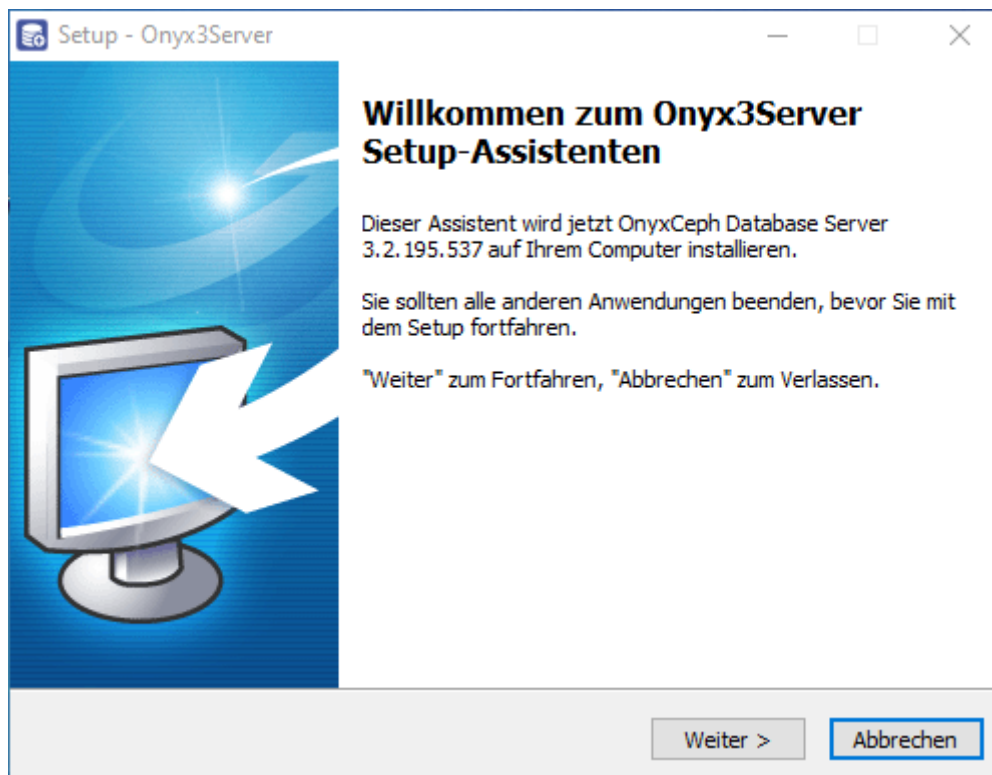 Setup - Onyx3Server
Willkommen zum Onyx3Server
Setup-Assistenten
Dieser Assistent wird jetzt OnyxCeph Database Server
3.2.195.537 auf Ihrem Computer installieren.
Sie sollten alle anderen Anwendungen beenden, bevor Sie mit
dem Setup fortfahren.
"Weiter" zum Fortfahren, "Abbrechen" zum Verlassen.
Weiter >
Abbrechen